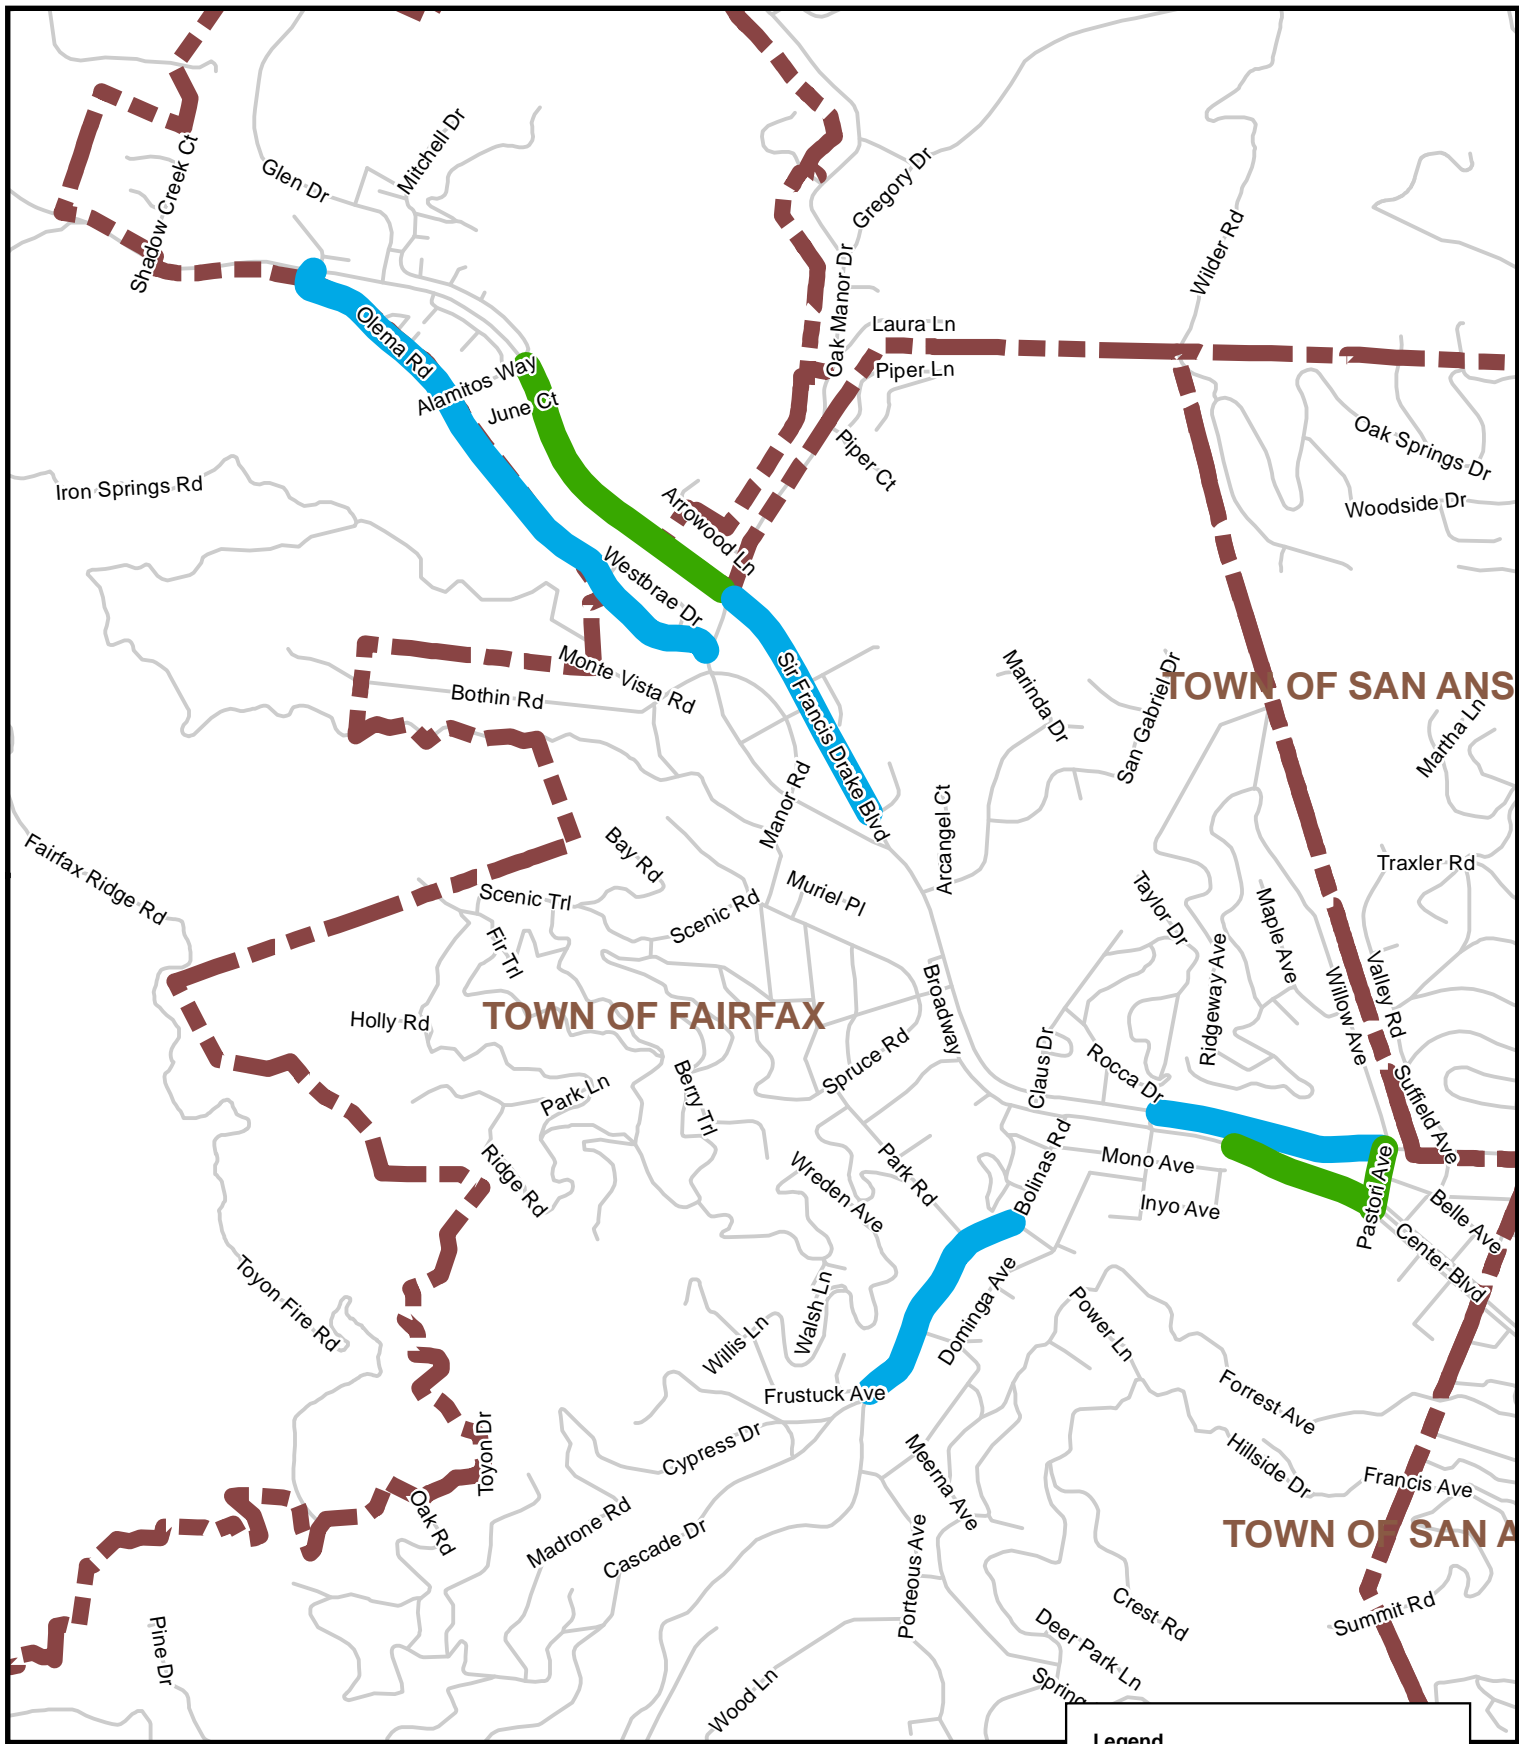 Mitchell Dr
Glen Dr
Shadow Creek Ct
Gregory Dr
Wilder Rd
Oak Manor Dr
Laura Ln
Piper Ln
Olema Rd
Alamitos Way
June Ct
Piper Ct
Oak Springs Dr
Woodside Dr
Iron Springs Rd
Arrowood Ln
Westbrae Dr
Monte Vista Rd
Bothin Rd
Sir Francis Drake Blvd
Marinda Dr
San Gabriel Dr
TOWN OF SAN ANS
Martha Ln
Manor Rd
Arcangel Ct
Bay Rd
Fairfax Ridge Rd
Scenic Trl
Scenic Rd
Muriel Pl
Traxler Rd
Taylor Dr
Maple Ave
Ridgeway Ave
Fir Trl
Broadway
Willow Ave
Valley Rd
Holly Rd
TOWN OF FAIRFAX
Spruce Rd
Claus Dr
Rocca Dr
Suffield Ave
Park Ln
Berry Trl
Ridge Rd
Wreden Ave
Park Rd
Bolinas Rd
Mono Ave
Inyo Ave
Pastori Ave
Belle Ave
Center Blvd
Toyon Fire Rd
Willis Ln
Walsh Ln
Dominga Ave
Power Ln
Frustuck Ave
Forrest Ave
Toyon Dr
Cypress Dr
Meerna Ave
Hillside Dr
Francis Ave
Oak Rd
Madrone Rd
Cascade Dr
TOWN OF SAN A
Porteous Ave
Crest Rd
Summit Rd
Pine Dr
Deer Park Ln
Spring
Wood Ln
Legend